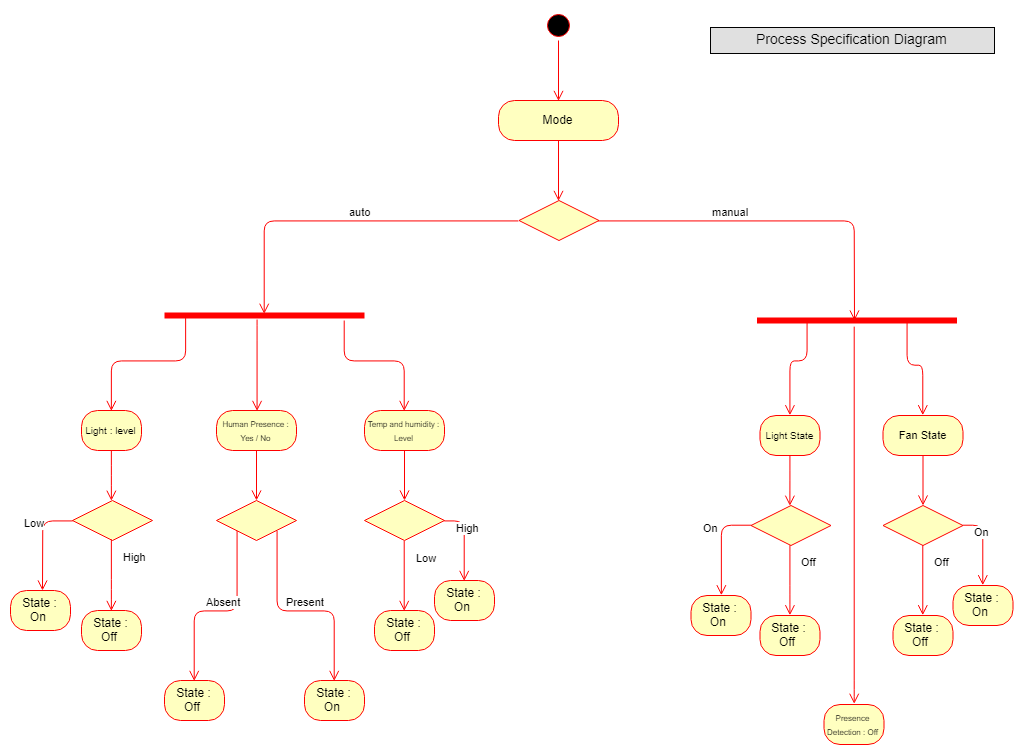 Process Specification Diagram
Mode
auto
manual
Light : level
Human Presence :
Yes / No
Temp and humidity :
Level
Light State
Fan State
Low
High
High
Low
On
Off
On
Off
State :
On
State :
Off
Absent
Present
State :
Off
State :
On
State :
Off
State :
On
State :
On
State :
Off
State :
Off
State :
On
Presence
Detection : Off